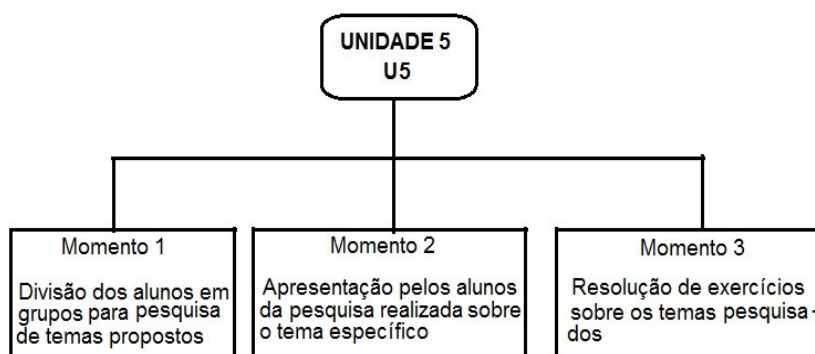 UNIDADE 5
U5
Momento 1
Divisão dos alunos em
grupos para pesquisa
de temas propostos
Momento 2
Apresentação pelos alunos
da pesquisa realizada sobre
o tema específico
Momento 3
Resolução de exercícios
sobre os temas pesquisa-
dos